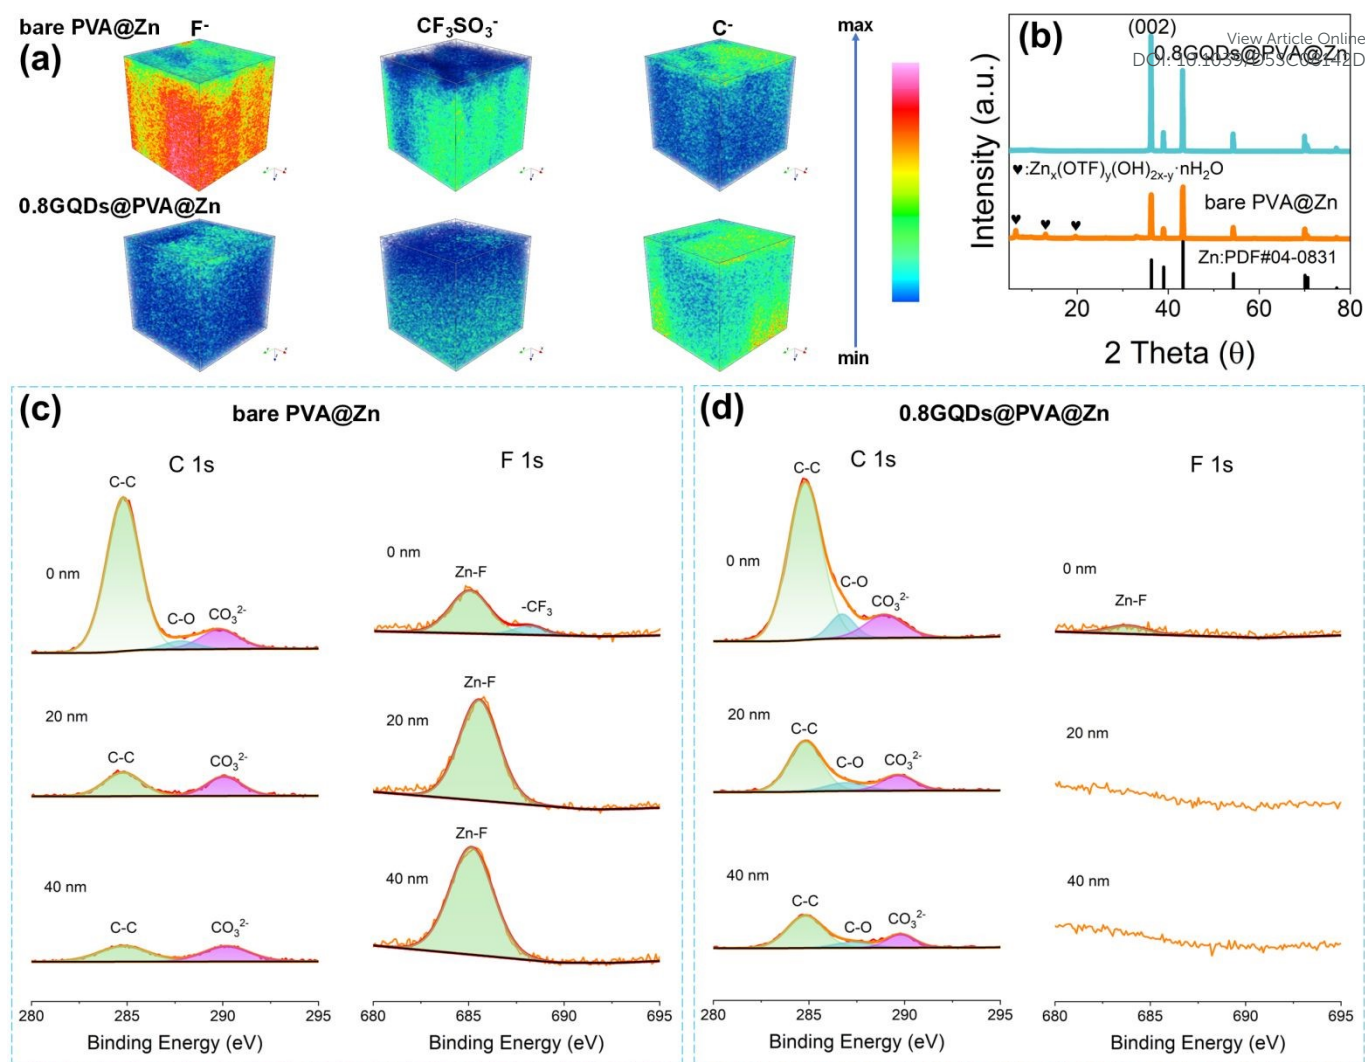 bare PVA@Zn F⁻ CF₃SO₃⁻ C⁻ max
(a)
0.8GQDs@PVA@Zn
min
(b)
(002)
View Article Online
0.8GQDs@PVA@Zn
♥:Znₓ(OTF)ᵧ(OH)₂ₓ₋ᵧ·nH₂O
bare PVA@Zn
♥ ♥ ♥
Zn:PDF#04-0831
Intensity (a.u.)
20 40 60 80
2 Theta (θ)
(c) bare PVA@Zn
C 1s F 1s
C-C
0 nm
C-O
CO₃²⁻
0 nm
Zn-F
-CF₃
20 nm
C-C
CO₃²⁻
20 nm
Zn-F
40 nm
C-C
CO₃²⁻
40 nm
Zn-F
280 285 290 295
Binding Energy (eV)
680 685 690 695
Binding Energy (eV)
(d) 0.8GQDs@PVA@Zn
C 1s F 1s
C-C
0 nm
C-O
CO₃²⁻
0 nm
Zn-F
20 nm
C-C
C-O
CO₃²⁻
20 nm
40 nm
C-C
C-O
CO₃²⁻
40 nm
280 285 290 295
Binding Energy (eV)
680 685 690 695
Binding Energy (eV)